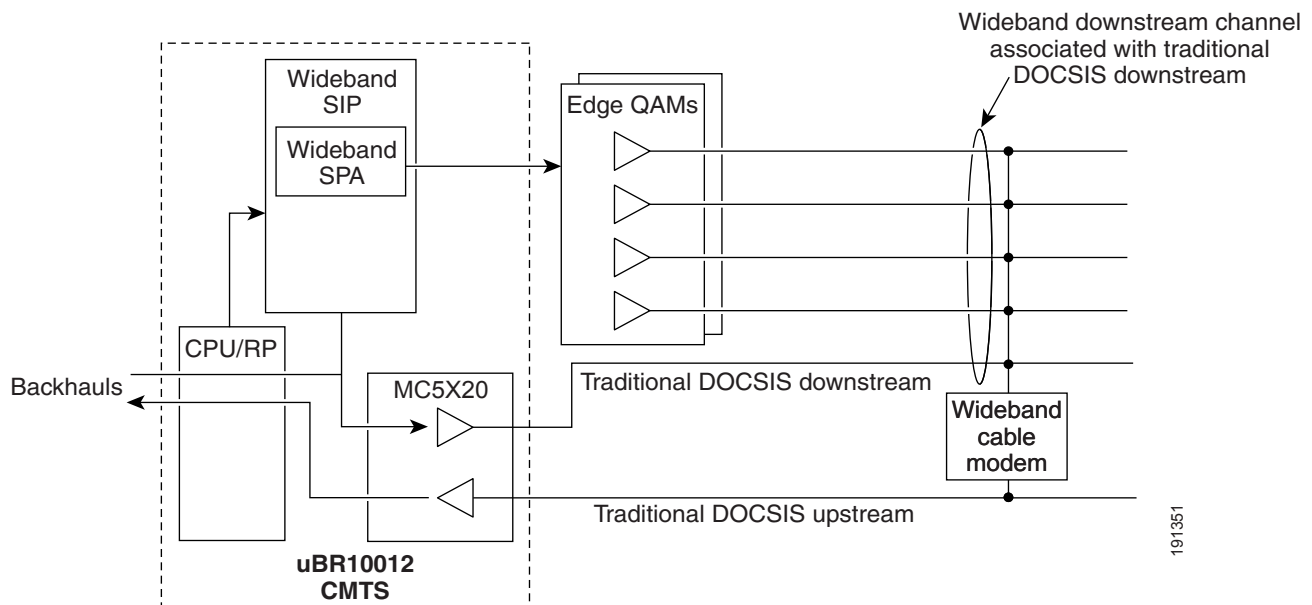 Wideband downstream channel
associated with traditional
DOCSIS downstream
Wideband
SIP
Wideband
SPA
Edge QAMs
CPU/RP
Backhauls
MC5X20
Traditional DOCSIS downstream
Wideband
cable
modem
Traditional DOCSIS upstream
uBR10012
CMTS
191351